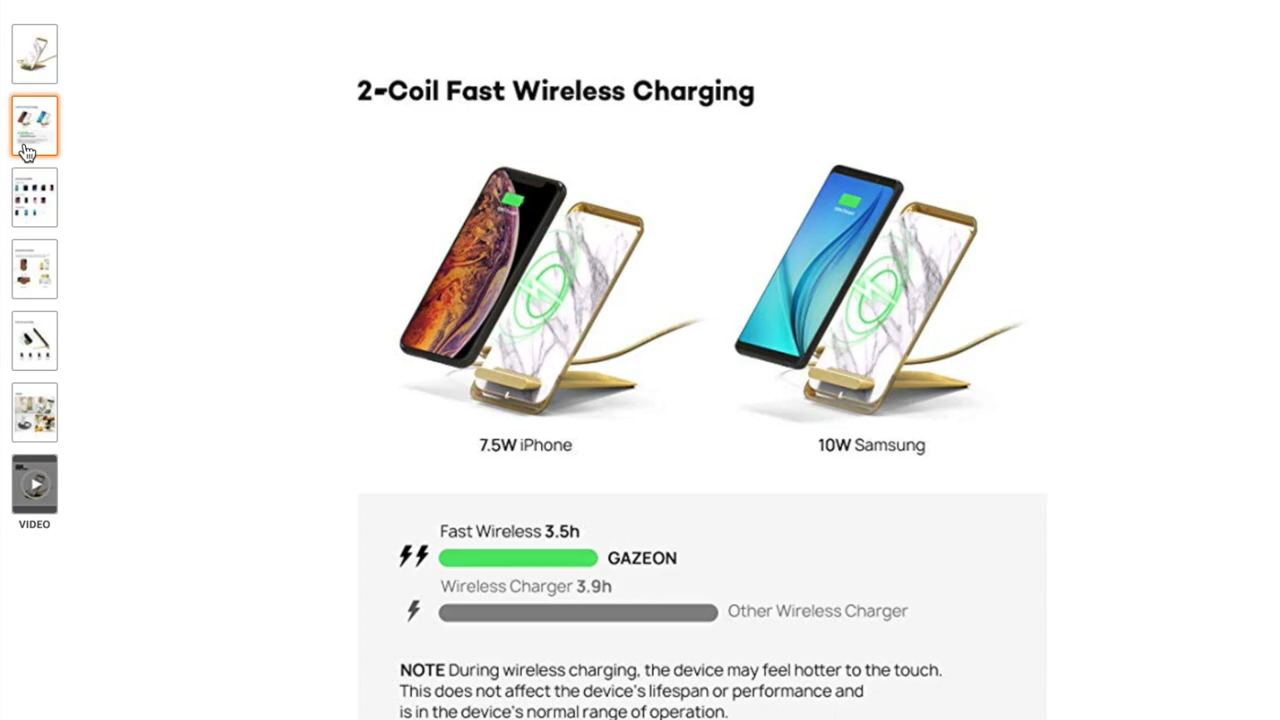 2-Coil Fast Wireless Charging
7.5W iPhone
10W Samsung
Fast Wireless 3.5h
GAZEON
Wireless Charger 3.9h
Other Wireless Charger
NOTE During wireless charging, the device may feel hotter to the touch.
This does not affect the device's lifespan or performance and
is in the device's normal range of operation.
VIDEO